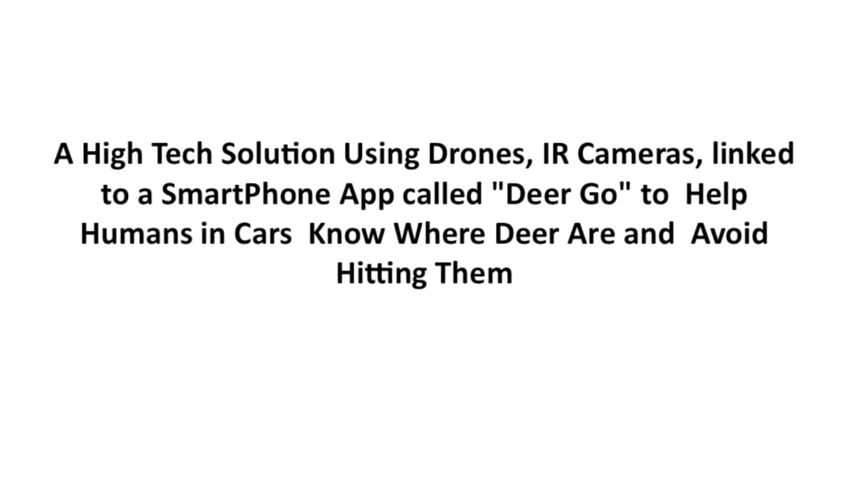 A High Tech Solution Using Drones, IR Cameras, linked
to a SmartPhone App called "Deer Go" to  Help
Humans in Cars  Know Where Deer Are and  Avoid
Hitting Them